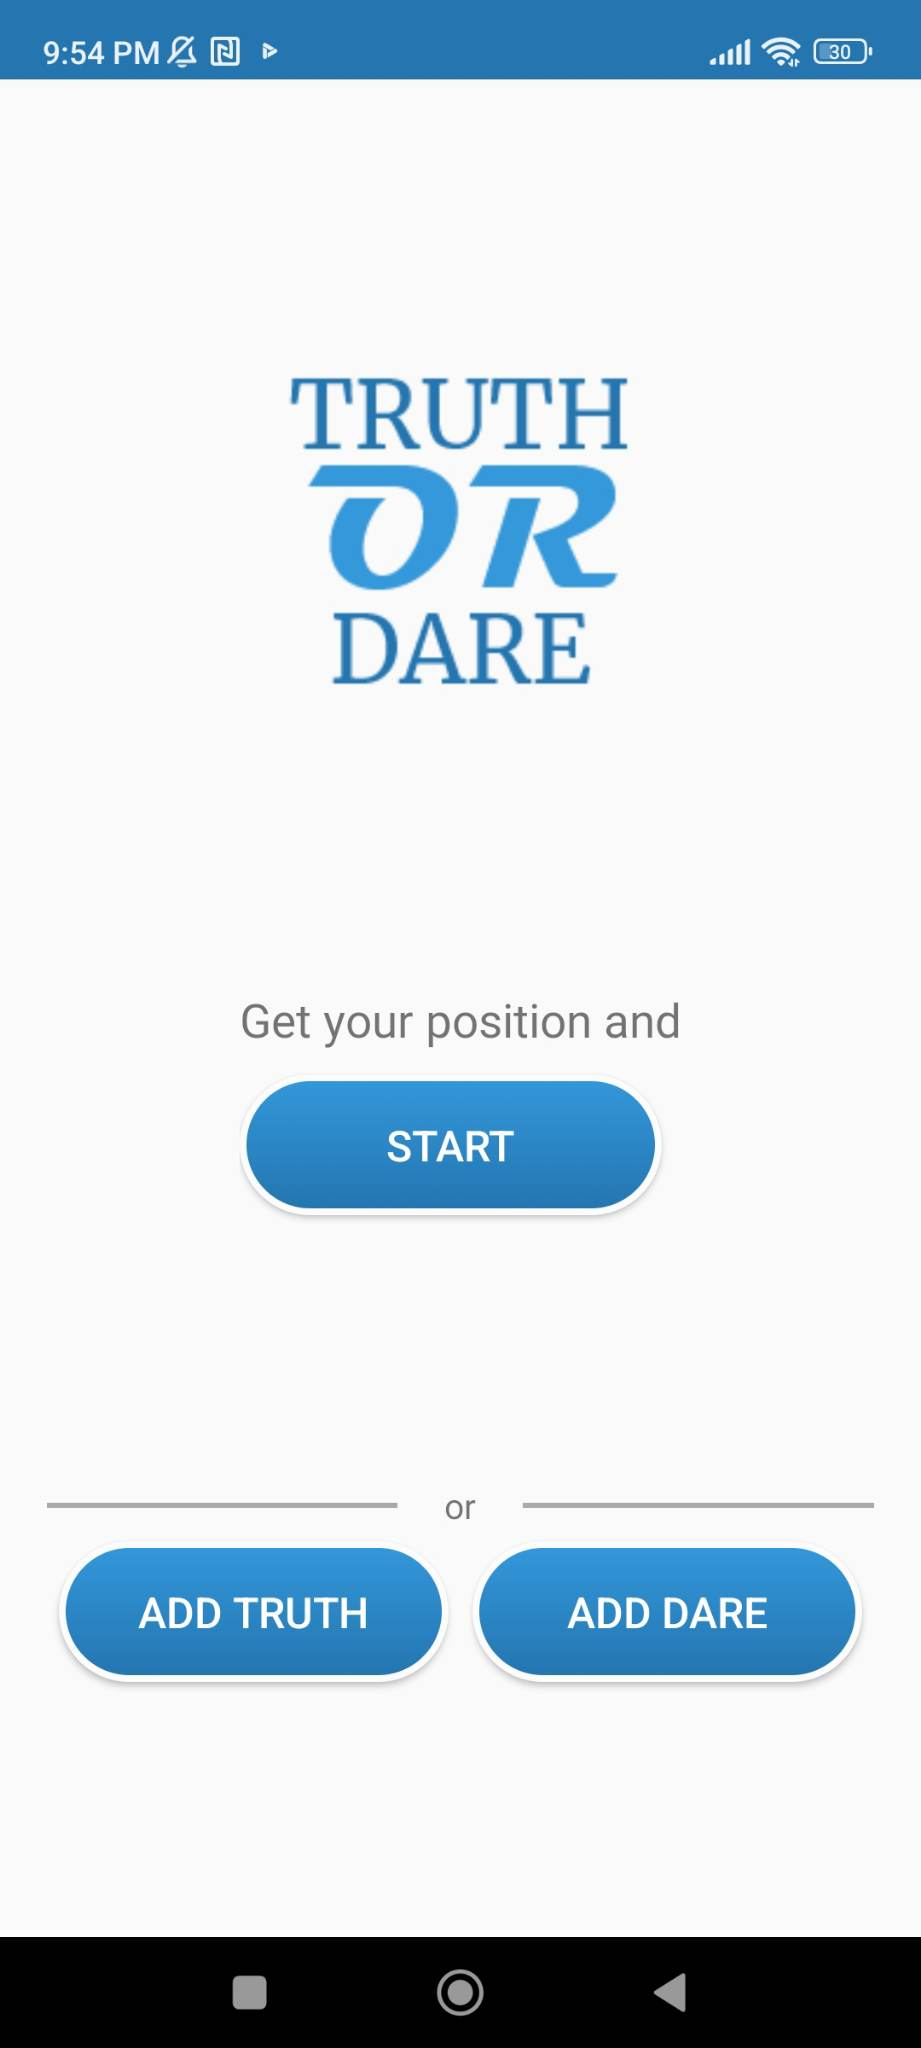 9:54 PM 30
TRUTH
OR
DARE
Get your position and
START
or
ADD TRUTH ADD DARE